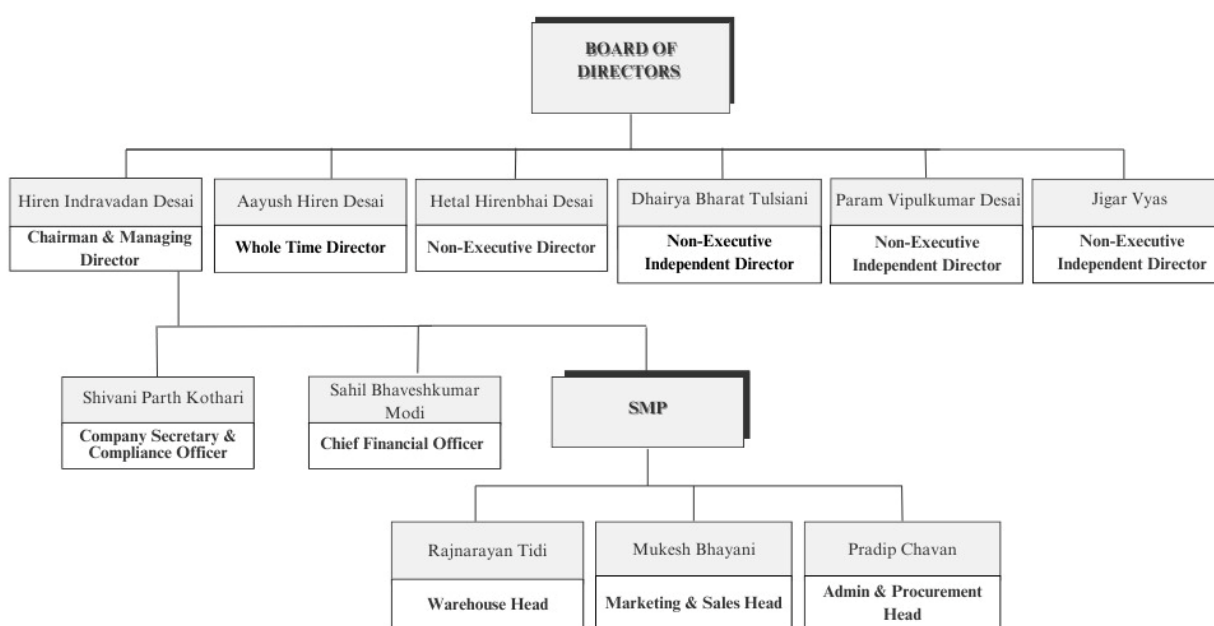 BOARD OF
DIRECTORS
Hiren Indravadan Desai
Chairman & Managing
Director
Aayush Hiren Desai
Whole Time Director
Hetal Hirenbhai Desai
Non-Executive Director
Dhairya Bharat Tulsiani
Non-Executive
Independent Director
Param Vipulkumar Desai
Non-Executive
Independent Director
Jigar Vyas
Non-Executive
Independent Director
Shivani Parth Kothari
Company Secretary &
Compliance Officer
Sahil Bhaveshkumar
Modi
Chief Financial Officer
SMP
Rajnarayan Tidi
Warehouse Head
Mukesh Bhayani
Marketing & Sales Head
Pradip Chavan
Admin & Procurement
Head